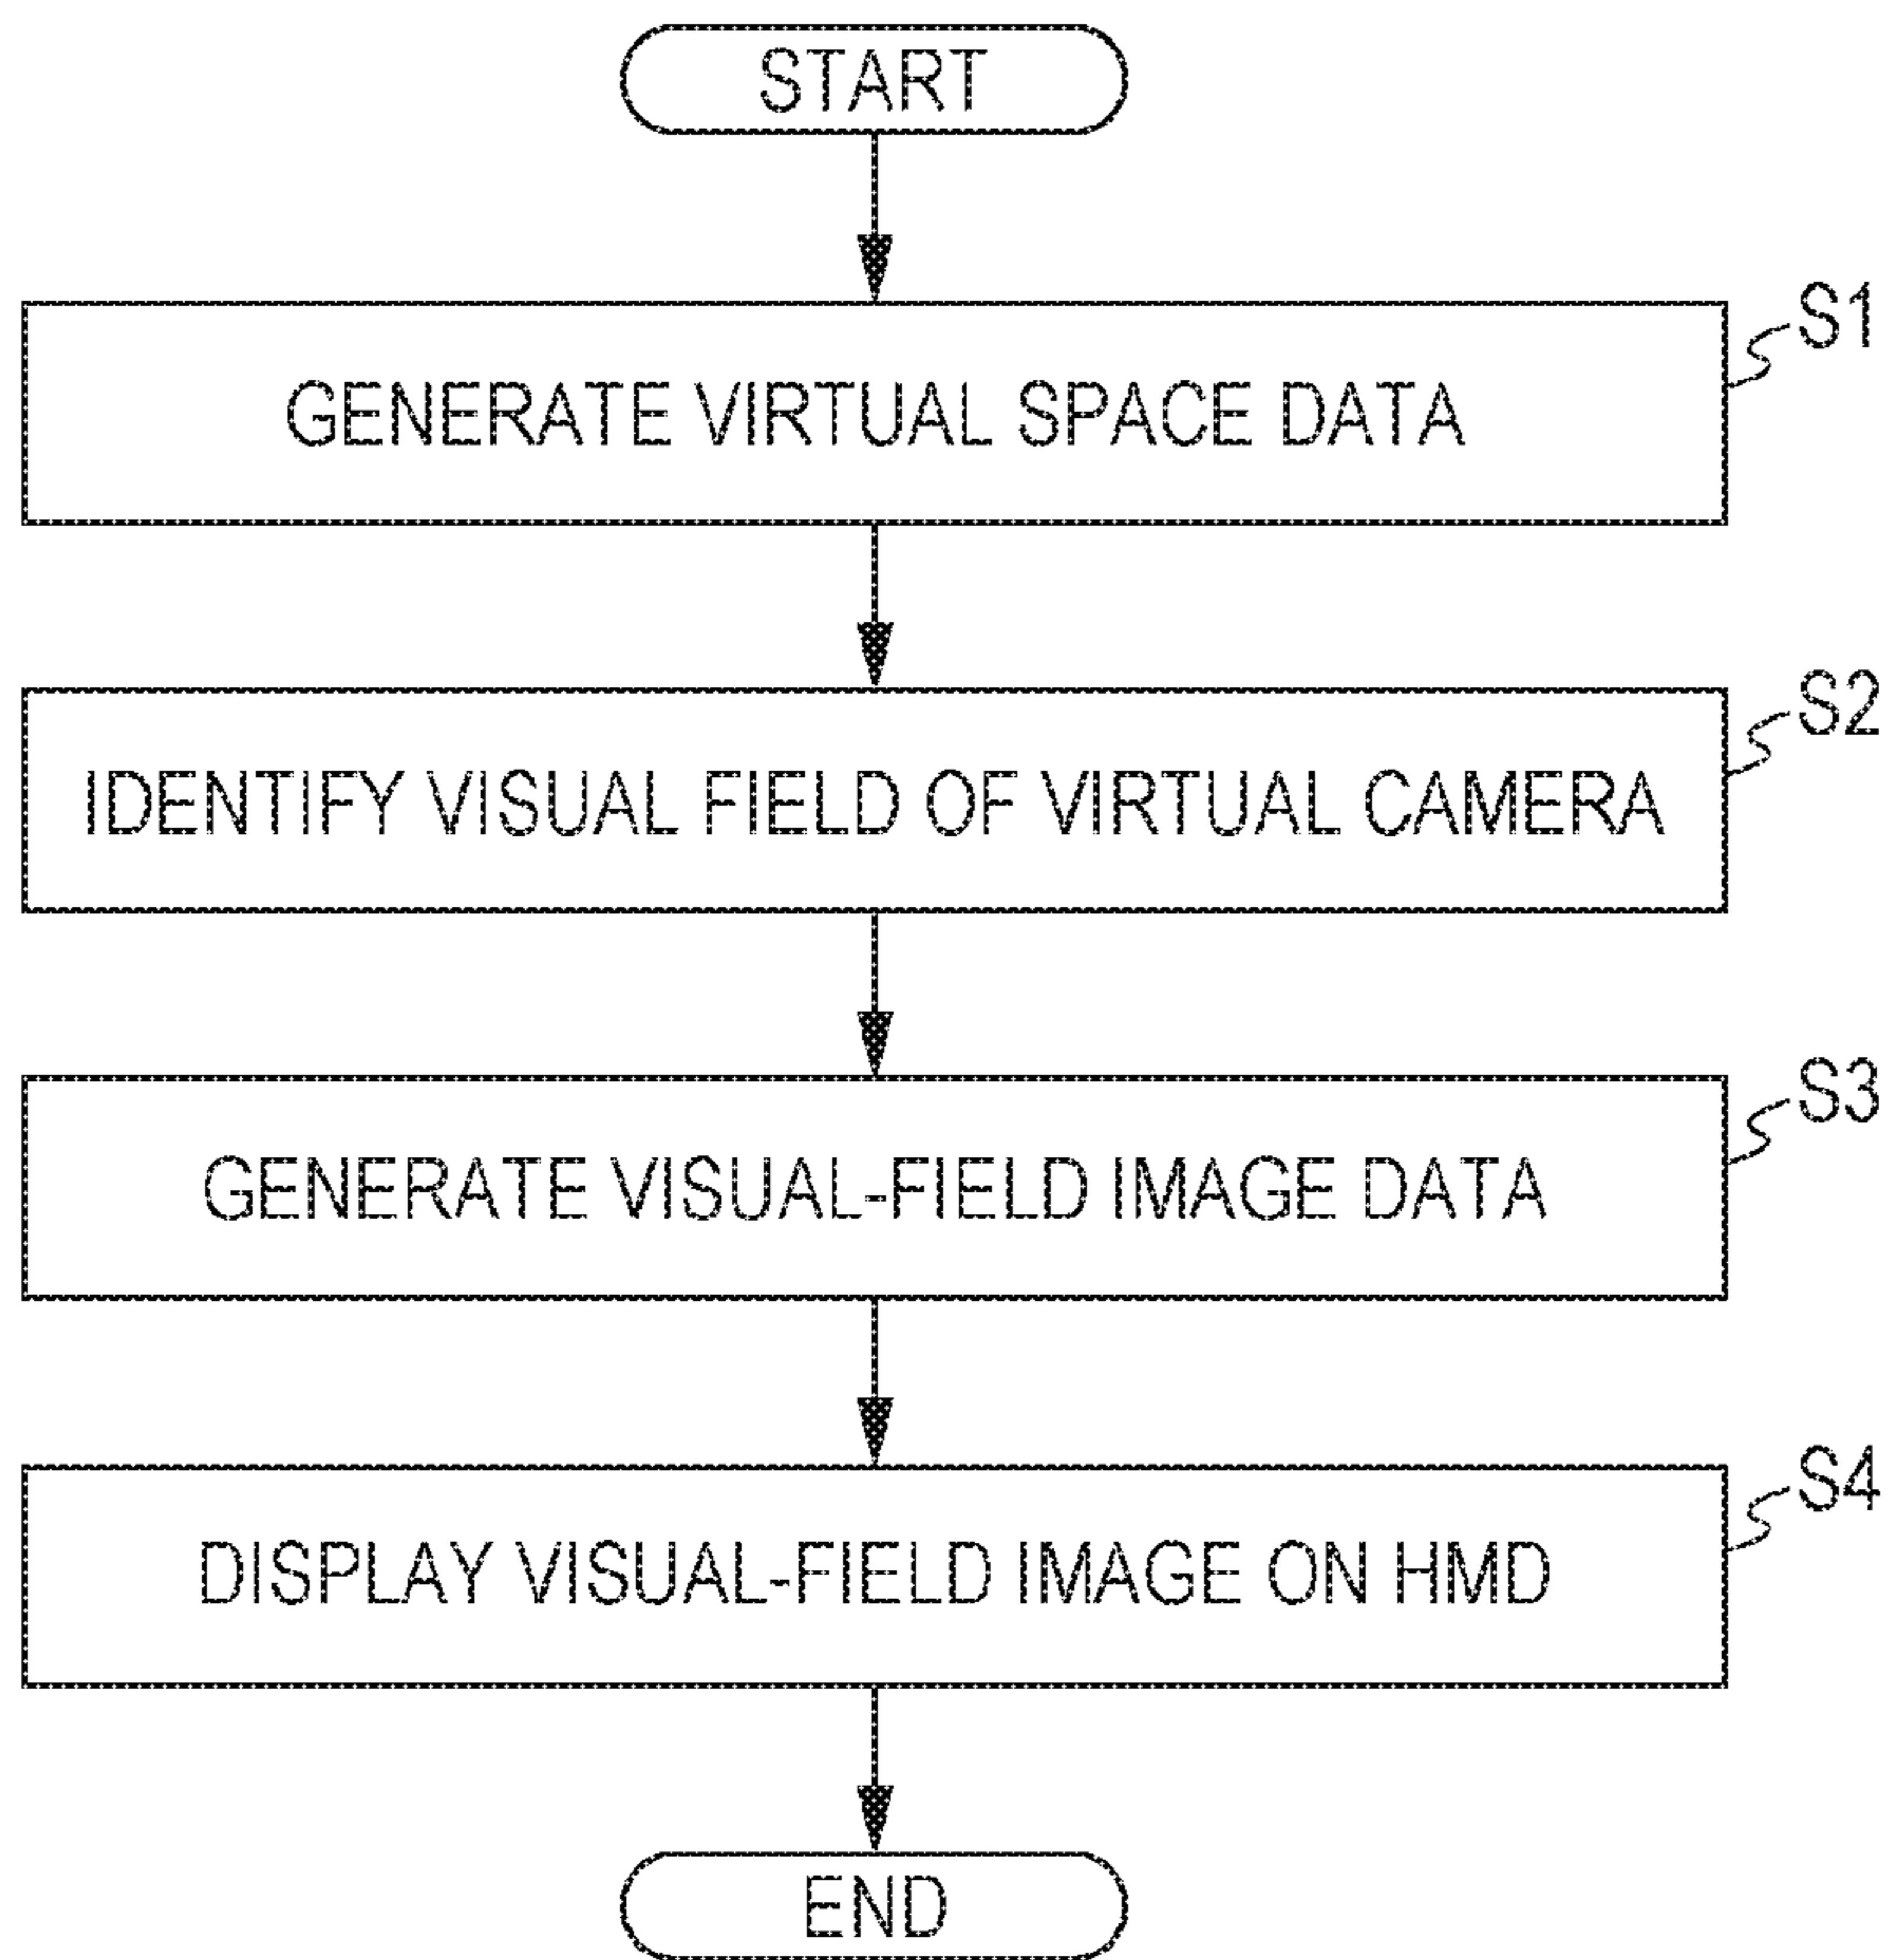 START
S1
GENERATE VIRTUAL SPACE DATA
S2
IDENTIFY VISUAL FIELD OF VIRTUAL CAMERA
S3
GENERATE VISUAL-FIELD IMAGE DATA
S4
DISPLAY VISUAL-FIELD IMAGE ON HMD
END